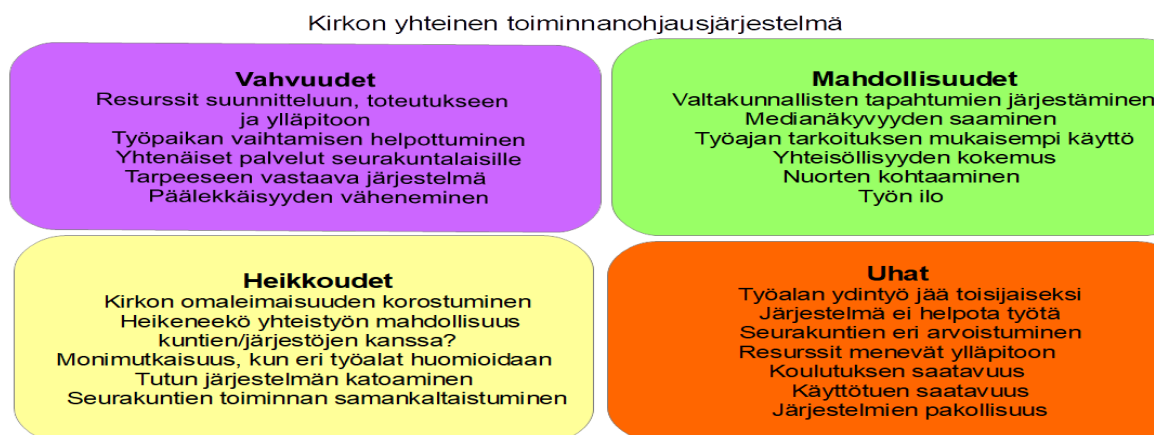 Kirkon yhteinen toiminnanohjausjärjestelmä
Vahvuudet
Resurssit suunnitteluun, toteutukseen
ja ylläpitoon
Työpaikan vaihtamisen helpottuminen
Yhtenäiset palvelut seurakuntalaisille
Tarpeeseen vastaava järjestelmä
Päälekkäisyyden väheneminen
Mahdollisuudet
Valtakunnallisten tapahtumien järjestäminen
Medianäkyvyyden saaminen
Työajan tarkoituksen mukaisempi käyttö
Yhteisöllisyyden kokemus
Nuorten kohtaaminen
Työn ilo
Heikkoudet
Kirkon omaleimaisuuden korostuminen
Heikeneekö yhteistyön mahdollisuus
kuntien/järjestöjen kanssa?
Monimutkaisuus, kun eri työalat huomioidaan
Tutun järjestelmän katoaminen
Seurakuntien toiminnan samankaltaistuminen
Uhat
Työalan ydintyö jää toisijaiseksi
Järjestelmä ei helpota työtä
Seurakuntien eri arvoistuminen
Resurssit menevät ylläpitoon
Koulutuksen saatavuus
Käyttötuen saatavuus
Järjestelmien pakollisuus